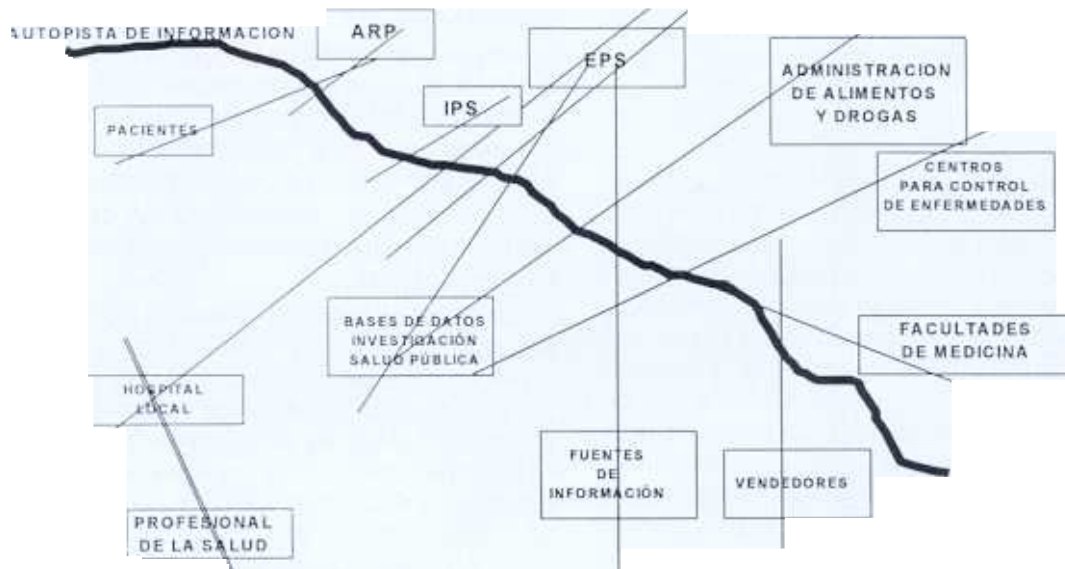 AUTOPISTA DE INFORMACION
ARP
EPS
ADMINISTRACION
DE ALIMENTOS
Y DROGAS
IPS
PACIENTES
CENTROS
PARA CONTROL
DE ENFERMEDADES
BASES DE DATOS
INVESTIGACIÓN
SALUD PÚBLICA
FACULTADES
DE MEDICINA
HOSPITAL
LOCAL
FUENTES
DE
INFORMACIÓN
VENDEDORES
PROFESIONAL
DE LA SALUD